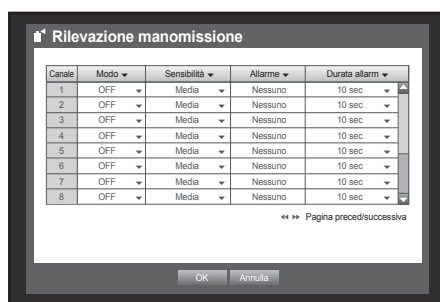 Rilevazione manomissione
Canale Modo Sensibilità Allarme Durata allarm
1 OFF Media Nessuno 10 sec
2 OFF Media Nessuno 10 sec
3 OFF Media Nessuno 10 sec
4 OFF Media Nessuno 10 sec
5 OFF Media Nessuno 10 sec
6 OFF Media Nessuno 10 sec
7 OFF Media Nessuno 10 sec
8 OFF Media Nessuno 10 sec
Pagina preced/successiva
OK Annulla